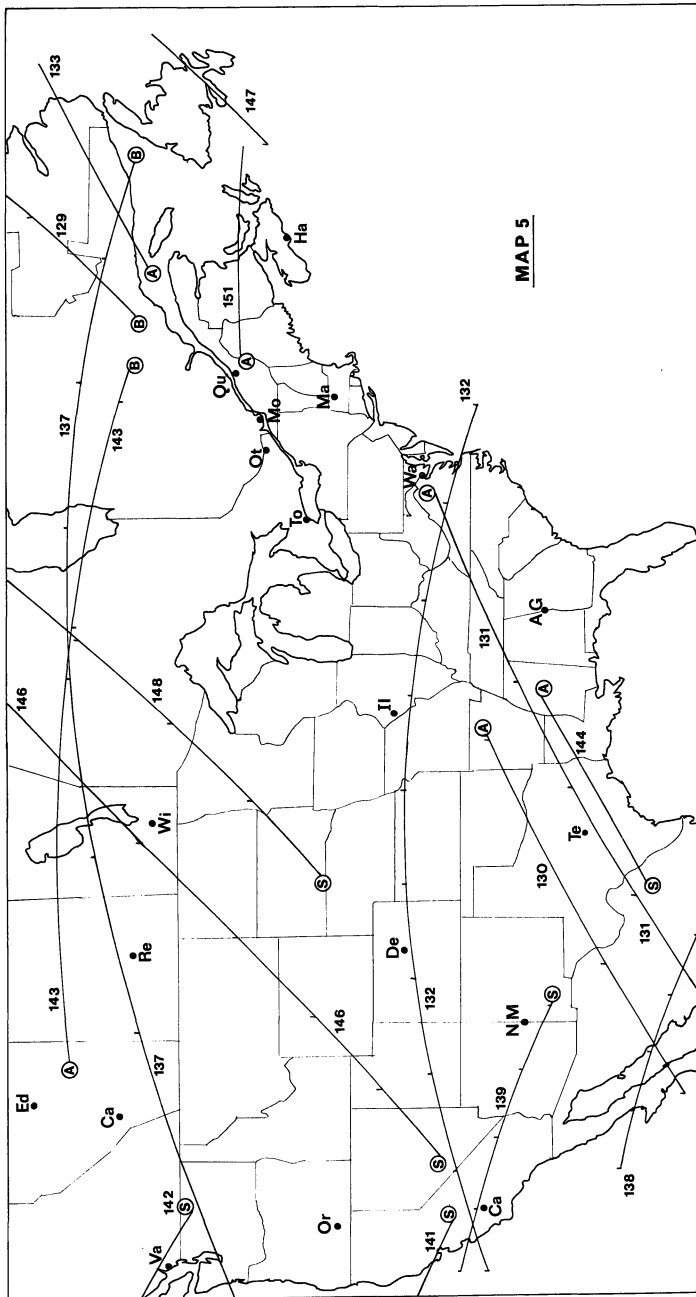 146
Ed
143
133
129
A
137
143
Ca
Re
B
B
B
A
Wi
142
Va
S
137
148
Qu
151
A
147
Mo
Ot
Ha
To
S
146
Or
Ma
Il
De
141
S
S
132
Wa
A
132
Ca
139
N.M
S
A
131
MAP 5
130
A
A.G
Te
144
138
S
131